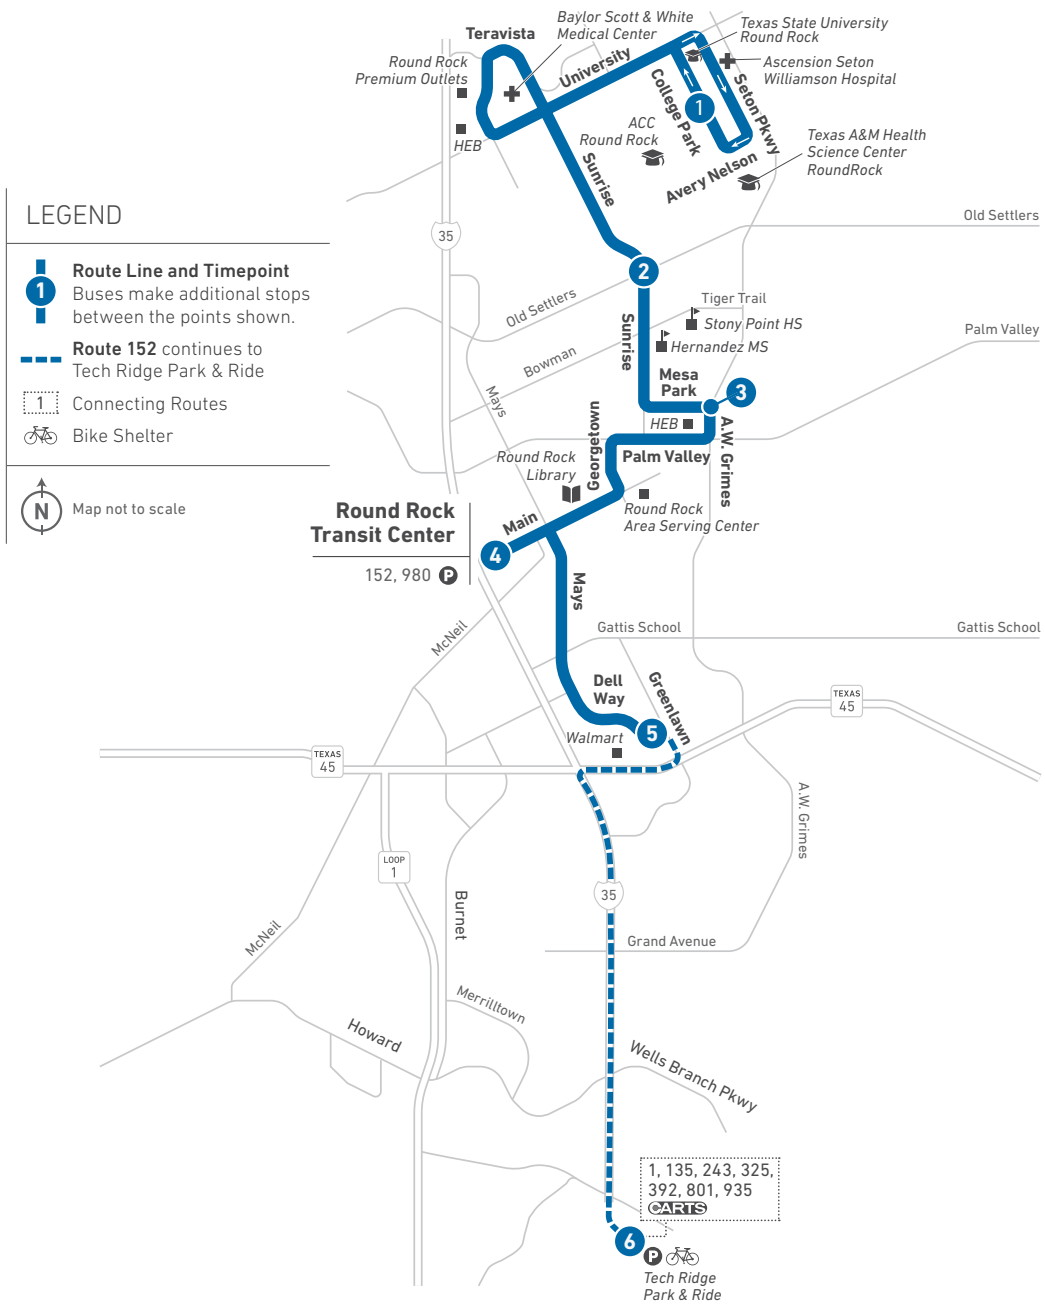 Teravista
Baylor Scott & White
Medical Center
Texas State University
Round Rock
Round Rock
Premium Outlets
University
Ascension Seton
Williamson Hospital
College Park
1
Seton Pkwy
HEB
ACC
Round Rock
Texas A&M Health
Science Center
RoundRock
Sunrise
Avery Nelson
LEGEND
1
Route Line and Timepoint
Buses make additional stops
between the points shown.
Route 152 continues to
Tech Ridge Park & Ride
1
Connecting Routes
Bike Shelter
N
Map not to scale
35
Old Settlers
2
Old Settlers
Tiger Trail
Stony Point HS
Sunrise
Palm Valley
Hernandez MS
Bowman
Mesa
Park
3
Mays
HEB
Georgetown
A.W. Grimes
Palm Valley
Round Rock
Library
Round Rock
Area Serving Center
Round Rock
Transit Center
Main
4
152, 980 P
Mays
McNeil
Gattis School
Gattis School
Dell
Way
Greenlawn
5
TEXAS
45
Walmart
TEXAS
45
A.W. Grimes
LOOP
1
35
Burnet
McNeil
Grand Avenue
Merrilltown
Howard
Wells Branch Pkwy
1, 135, 243, 325,
392, 801, 935
CARTS
6
P
Tech Ridge
Park & Ride